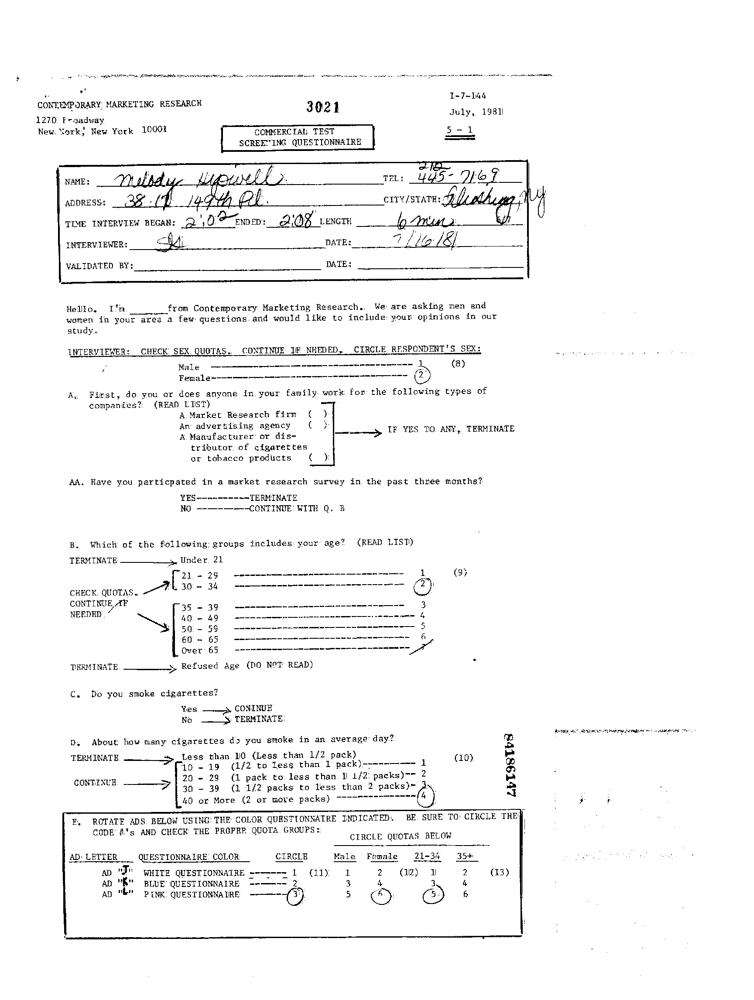 CONTEMPORARY MARKETING RESEARCH
1270 Broadway
New York, New York 10001
3021
I-7-144
July, 1981
5 - 1
COMMERCIAL TEST
SCREENING QUESTIONNAIRE
NAME: Melody
TEL: 212 445-7169
ADDRESS: 38-17 149th Pl.
CITY/STATE: Flushing, NY
TIME INTERVIEW BEGAN: 2:02 ENDED: 2:08 LENGTH 6 min.
INTERVIEWER:
DATE: 7/16/81
VALIDATED BY:
DATE:
Hello. I'm ______from Contemporary Marketing Research. We are asking men and
women in your area a few questions and would like to include your opinions in our
study.
INTERVIEWER: CHECK SEX QUOTAS. CONTINUE IF NEEDED. CIRCLE RESPONDENT'S SEX:
Male 1 (8)
Female 2
A. First, do you or does anyone in your family work for the following types of
companies? (READ LIST)
A Market Research firm ( )
An advertising agency ( )
A Manufacturer or dis-
tributor of cigarettes
or tobacco products ( )
IF YES TO ANY, TERMINATE
AA. Have you particpated in a market research survey in the past three months?
YES----------TERMINATE
NO ----------CONTINUE WITH Q. B
B. Which of the following groups includes your age? (READ LIST)
TERMINATE Under 21
21 - 29 1 (9)
30 - 34 2
CHECK QUOTAS.
CONTINUE IF
NEEDED
35 - 39 3
40 - 49 4
50 - 59 5
60 - 65 6
Over 65 7
TERMINATE Refused Age (DO NOT READ)
C. Do you smoke cigarettes?
Yes CONINUE
No TERMINATE
D. About how many cigarettes do you smoke in an average day?
TERMINATE Less than 10 (Less than 1/2 pack)
10 - 19 (1/2 to less than 1 pack)--------- 1 (10)
CONTINUE 20 - 29 (1 pack to less than 1 1/2 packs)-- 2
30 - 39 (1 1/2 packs to less than 2 packs)- 3
40 or More (2 or more packs) ---------------- 4
84186147
E. ROTATE ADS BELOW USING THE COLOR QUESTIONNAIRE INDICATED. BE SURE TO CIRCLE THE
CODE #'s AND CHECK THE PROPER QUOTA GROUPS:
CIRCLE QUOTAS BELOW
AD LETTER QUESTIONNAIRE COLOR CIRCLE Male Female 21-34 35+
AD "J" WHITE QUESTIONNAIRE ------- 1 (11) 1 2 (12) 1 2 (13)
AD "K" BLUE QUESTIONNAIRE ------- 2 3 4 3 4
AD "L" PINK QUESTIONNAIRE ------- 3 5 6 5 6